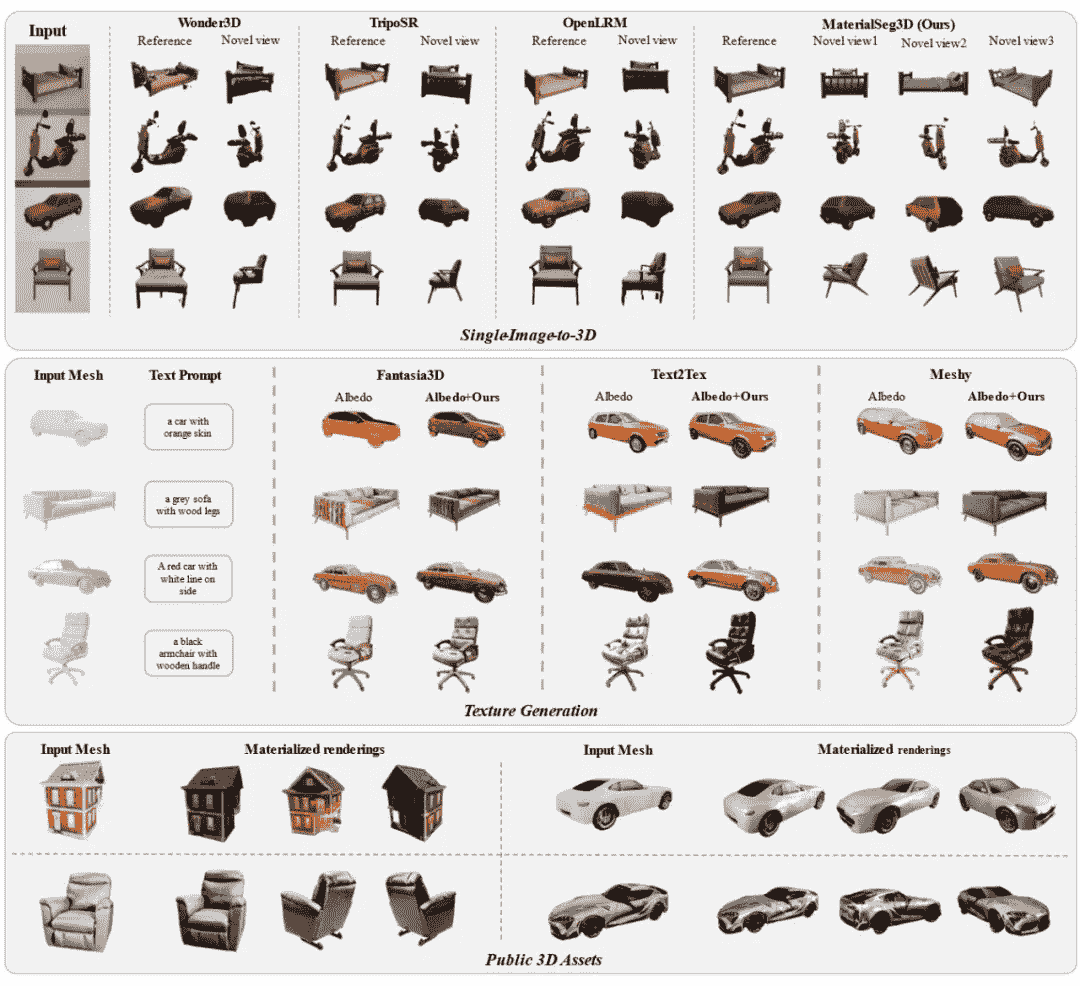 Input
Wonder3D
TripoSR
OpenLRM
MaterialSeg3D (Ours)
Reference
Novel view
Reference
Novel view
Reference
Novel view
Reference
Novel view1
Novel view2
Novel view3
Single-Image-to-3D
Input Mesh
Text Prompt
Fantasia3D
Text2Tex
Meshy
Albedo
Albedo+Ours
Albedo
Albedo+Ours
Albedo
Albedo+Ours
a car with
orange skin
a grey sofa
with wood legs
A red car with
white line on
side
a black
armchair with
wooden handle
Texture Generation
Input Mesh
Materialized renderings
Input Mesh
Materialized renderings
Public 3D Assets